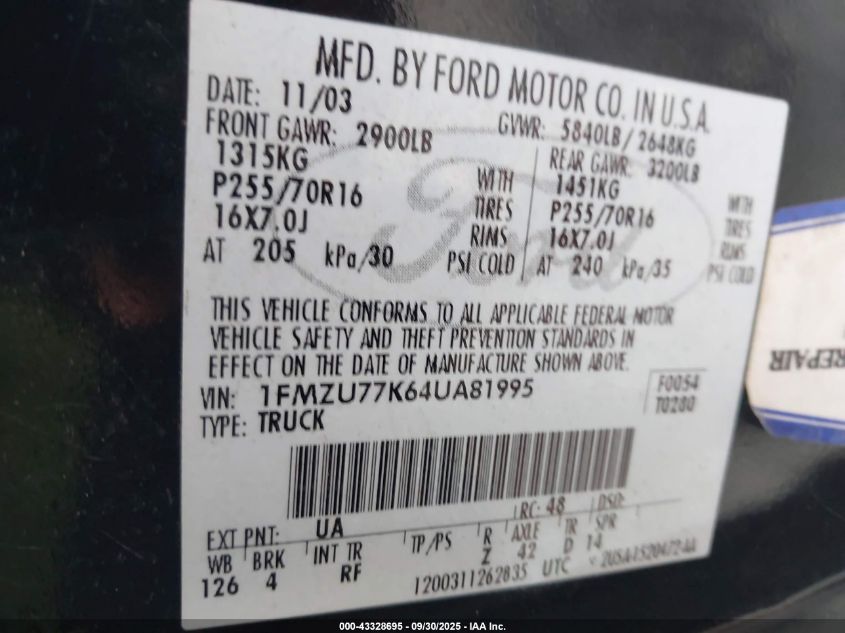 MFD. BY FORD MOTOR CO. IN U.S.A.
DATE: 11/03 GVWR: 5840LB/2648KG
FRONT GAWR: 2900LB REAR GAWR: 3200LB
1315KG WITH 1451KG WITH
P255/70R16 TIRES P255/70R16 TIRES
16X7.0J RIMS 16X7.0J RIMS
AT 205 kPa/30 PSI COLD AT 240 kPa/35 PSI COLD
Ford
THIS VEHICLE CONFORMS TO ALL APPLICABLE FEDERAL MOTOR
VEHICLE SAFETY AND THEFT PREVENTION STANDARDS IN
EFFECT ON THE DATE OF MANUFACTURE SHOWN ABOVE.
VIN: 1FMZU77K64UA81995 F0054
TYPE: TRUCK T0280
EXT PNT: UA RC: 48 DSO:
WB BRK INT TR TP/PS R AXLE TR SPR
126 4 RF Z 42 D 14
1200311262835 UTC
REPAIR
000-43328695 - 09/30/2025 - IAA Inc.